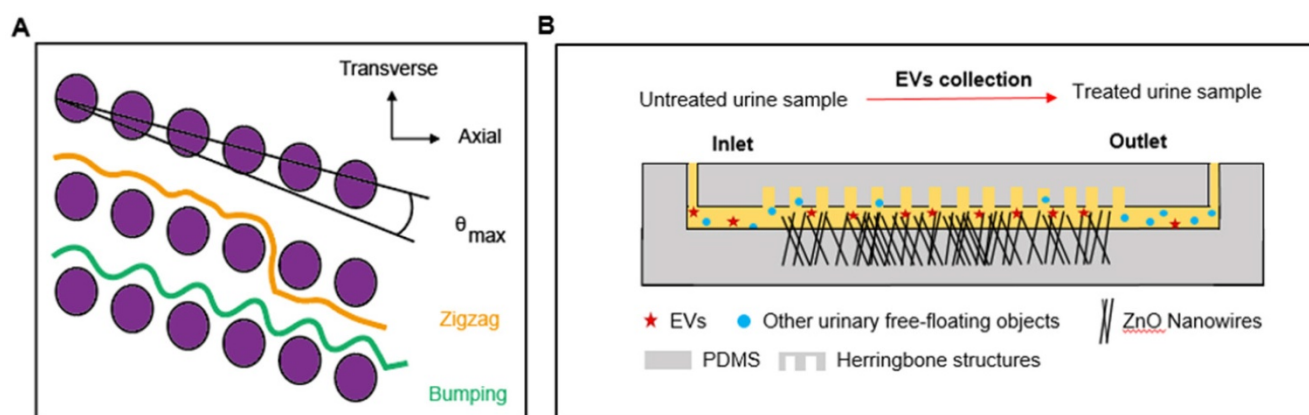 A
Transverse
Axial
θmax
Zigzag
Bumping
B
EVs collection
Untreated urine sample
Treated urine sample
Inlet
Outlet
EVs
Other urinary free-floating objects
ZnO Nanowires
PDMS
Herringbone structures